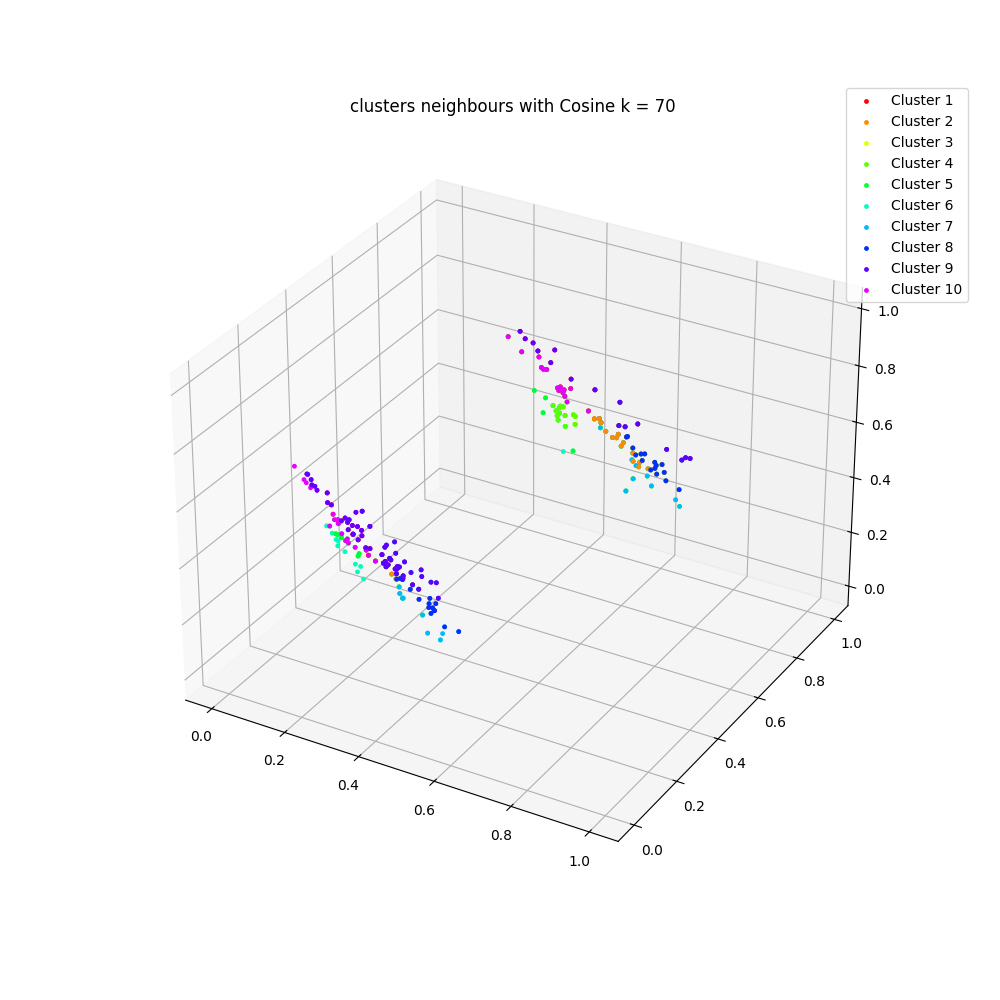 clusters neighbours with Cosine k = 70
Cluster 1
Cluster 2
Cluster 3
Cluster 4
Cluster 5
Cluster 6
Cluster 7
Cluster 8
Cluster 9
Cluster 10
1.0
0.8
0.6
0.4
0.2
0.0
1.0
0.8
0.6
0.4
0.2
0.0
0.0
0.2
0.4
0.6
0.8
1.0